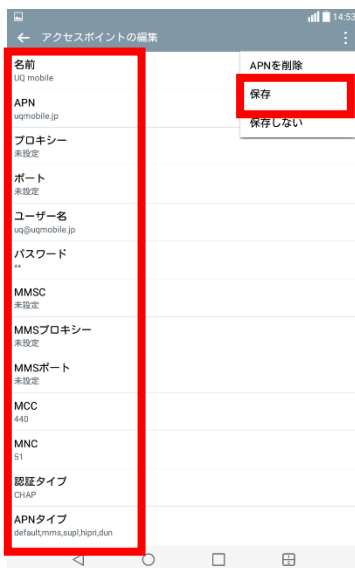 14:53
アクセスポイントの編集
名前
UQ mobile
APN
uqmobile.jp
プロキシー
未設定
ポート
未設定
ユーザー名
uq@uqmobile.jp
パスワード
**
MMSC
未設定
MMSプロキシー
未設定
MMSポート
未設定
MCC
440
MNC
51
認証タイプ
CHAP
APNタイプ
default,mms,supl,hipri,dun
APNを削除
保存
保存しない